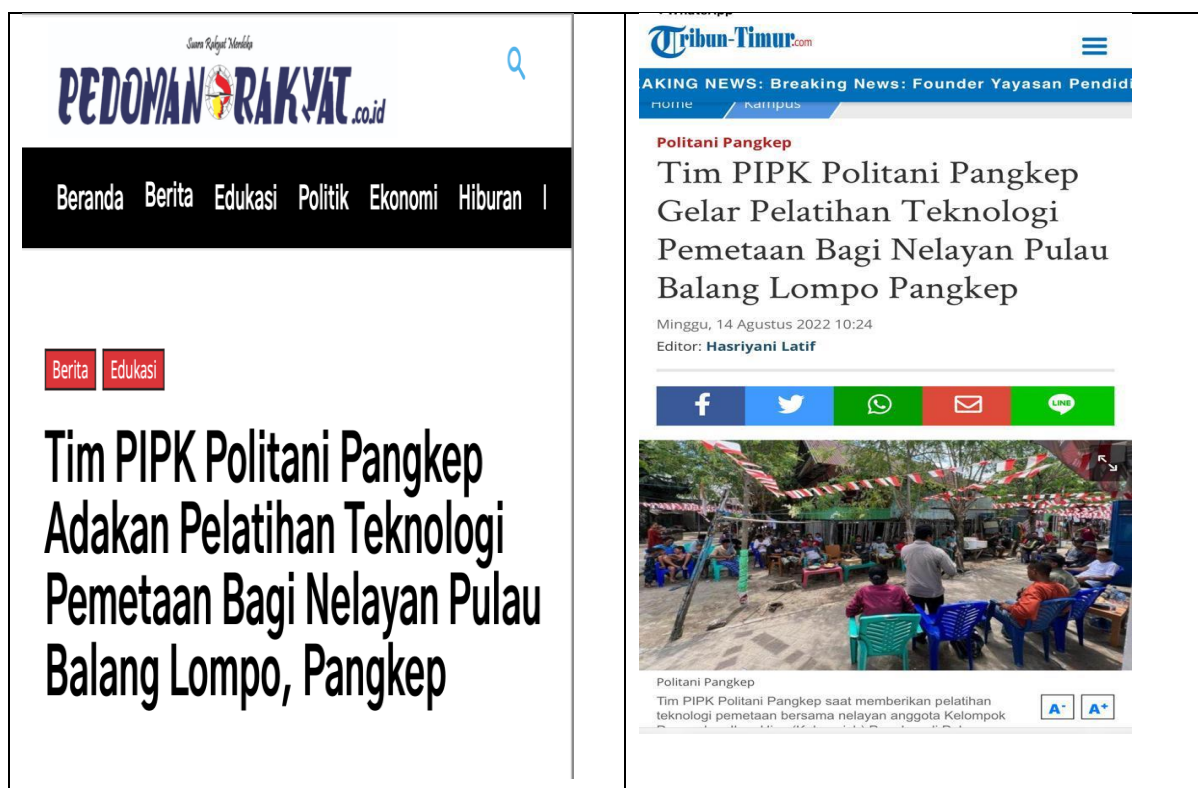 Suara Rakyat Merdeka
PEDOMAN RAKYAT.co.id
Beranda Berita Edukasi Politik Ekonomi Hiburan
Berita Edukasi
Tim PIPK Politani Pangkep
Adakan Pelatihan Teknologi
Pemetaan Bagi Nelayan Pulau
Balang Lompo, Pangkep
Tribun-Timur.com
AKING NEWS: Breaking News: Founder Yayasan Pendidi
Home / Kampus
Politani Pangkep
Tim PIPK Politani Pangkep
Gelar Pelatihan Teknologi
Pemetaan Bagi Nelayan Pulau
Balang Lompo Pangkep
Minggu, 14 Agustus 2022 10:24
Editor: Hasriyani Latif
LINE
Politani Pangkep
Tim PIPK Politani Pangkep saat memberikan pelatihan
teknologi pemetaan bersama nelayan anggota Kelompok
A- A+